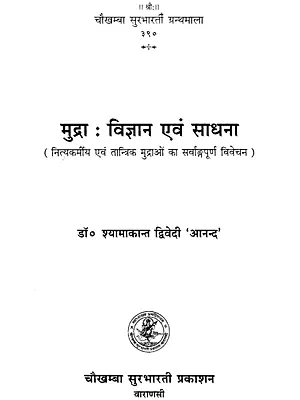 ॥ श्रीः ॥
चौखम्बा सुरभारती ग्रन्थमाला
३९०
मुद्रा : विज्ञान एवं साधना
( नित्यकर्मीय एवं तान्त्रिक मुद्राओं का सर्वाङ्गपूर्ण विवेचन )
डॉ० श्यामाकान्त द्विवेदी ‘आनन्द’
चौखम्बा सुरभारती प्रकाशन
वाराणसी